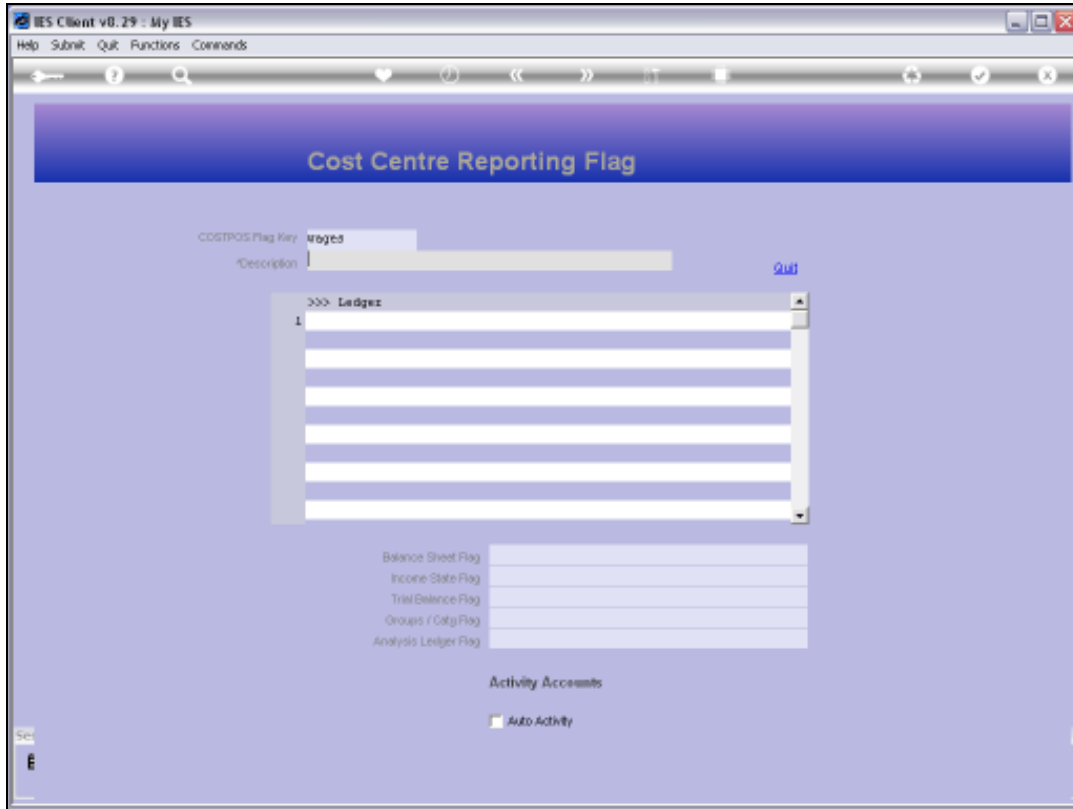 IES Client v8.29 : My IES
Help Submit Quit Functions Commands
Cost Centre Reporting Flag
COSTPOS Flag Key wages
*Description
Quit
>>> Ledger
1
Balance Sheet Flag
Income State Flag
Trial Balance Flag
Groups / Catg Flag
Analysis Ledger Flag
Activity Accounts
Auto Activity
Ser